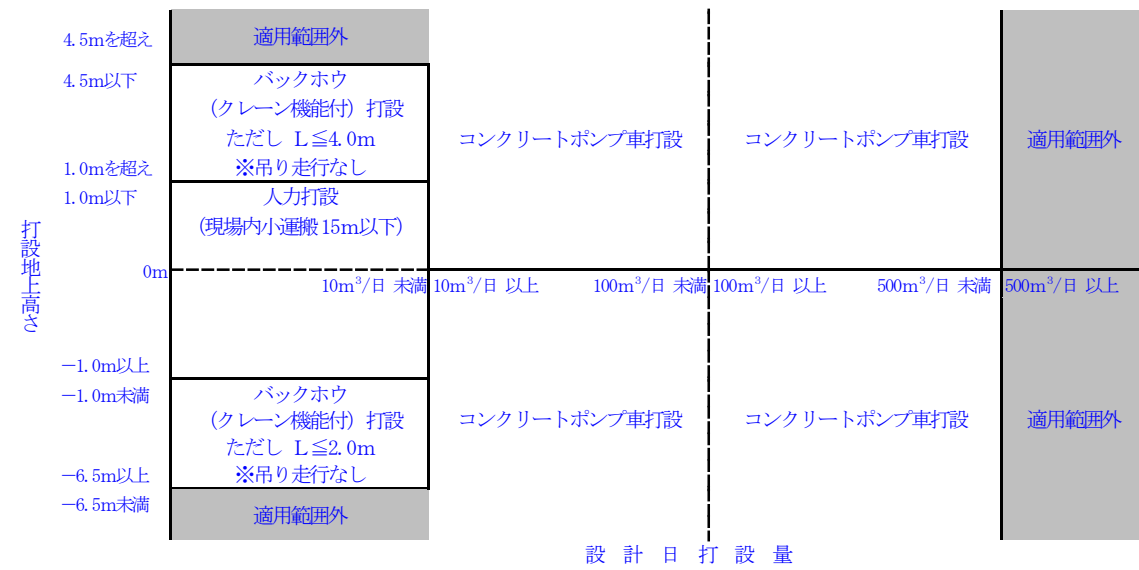 4.5mを超え
適用範囲外
4.5m以下
バックホウ
(クレーン機能付) 打設
ただし L≦4.0m
※吊り走行なし
コンクリートポンプ車打設
コンクリートポンプ車打設
適用範囲外
1.0mを超え
1.0m以下
人力打設
(現場内小運搬15m以下)
打設地上高さ
0m
10m³/日 未満
10m³/日 以上
100m³/日 未満
100m³/日 以上
500m³/日 未満
500m³/日 以上
－1.0m以上
－1.0m未満
バックホウ
(クレーン機能付) 打設
ただし L≦2.0m
※吊り走行なし
コンクリートポンプ車打設
コンクリートポンプ車打設
適用範囲外
－6.5m以上
－6.5m未満
適用範囲外
設 計 日 打 設 量